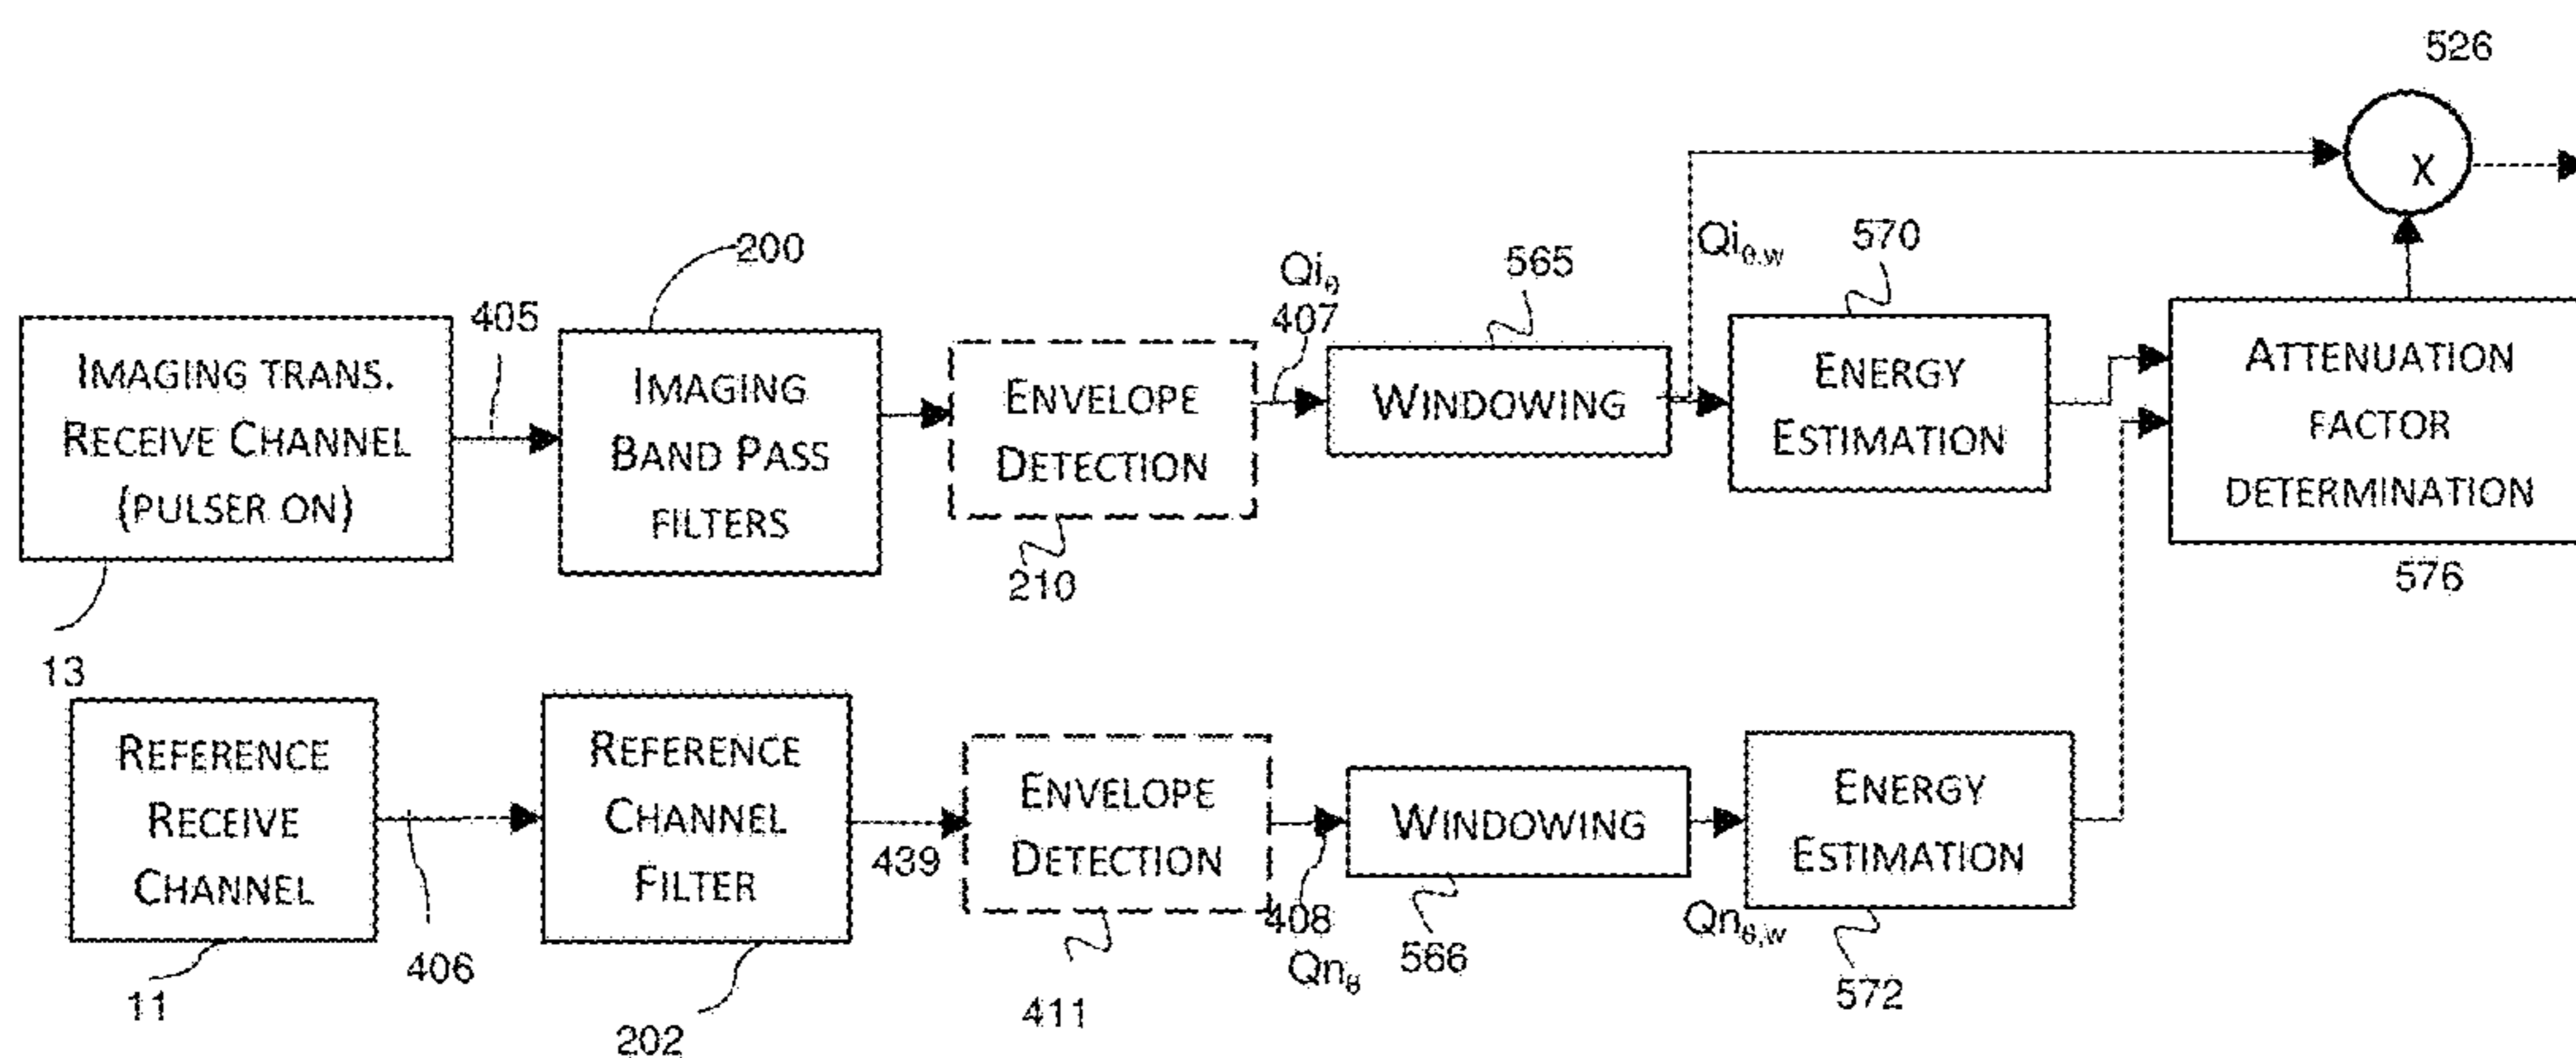 526
X
200
405
Qiθ
407
565
Qiθ,w
570
IMAGING TRANS.
RECEIVE CHANNEL
(PULSER ON)
IMAGING
BAND PASS
FILTERS
ENVELOPE
DETECTION
WINDOWING
ENERGY
ESTIMATION
ATTENUATION
FACTOR
DETERMINATION
13
210
576
REFERENCE
RECEIVE
CHANNEL
REFERENCE
CHANNEL
FILTER
439
ENVELOPE
DETECTION
WINDOWING
ENERGY
ESTIMATION
11
406
202
411
408
Qnθ
566
Qnθ,w
572